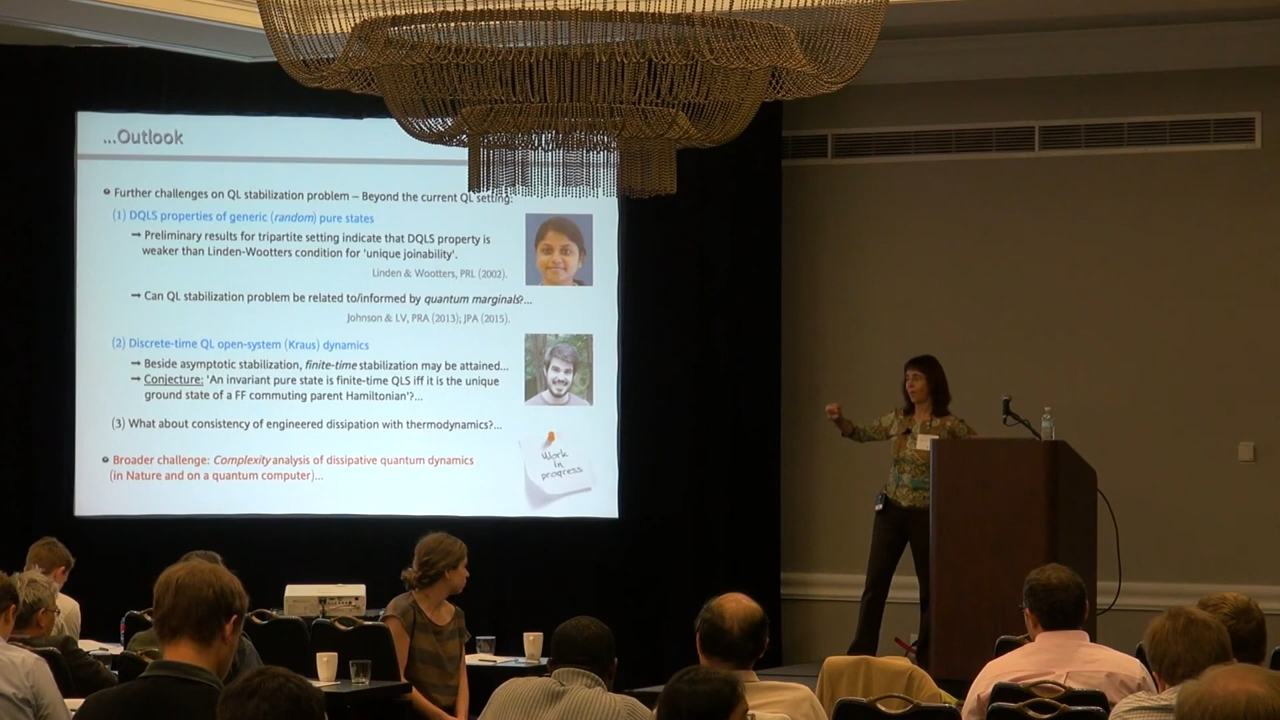 ...Outlook
Further challenges on QL stabilization problem – Beyond the current QL setting:
(1) DQLS properties of generic (random) pure states
→ Preliminary results for tripartite setting indicate that DQLS property is
weaker than Linden-Wootters condition for 'unique joinability'.
Linden & Wootters, PRL (2002).
→ Can QL stabilization problem be related to/informed by quantum marginals?...
Johnson & LV, PRA (2013); JPA (2015).
(2) Discrete-time QL open-system (Kraus) dynamics
→ Beside asymptotic stabilization, finite-time stabilization may be attained...
→ Conjecture: 'An invariant pure state is finite-time QLS iff it is the unique
ground state of a FF commuting parent Hamiltonian'?...
(3) What about consistency of engineered dissipation with thermodynamics?...
Work
in
progress
Broader challenge: Complexity analysis of dissipative quantum dynamics
(in Nature and on a quantum computer)...